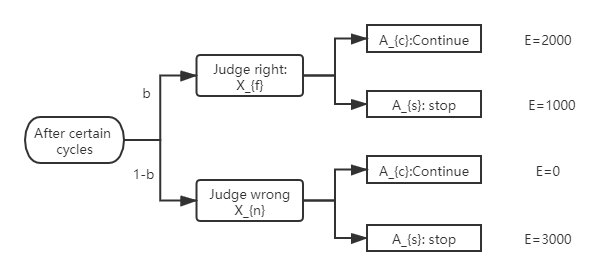 A_{c}:Continue E=2000
Judge right:
X_{f}
b
A_{s}: stop E=1000
After certain
cycles
A_{c}:Continue E=0
1-b
Judge wrong
X_{n}
A_{s}: stop E=3000